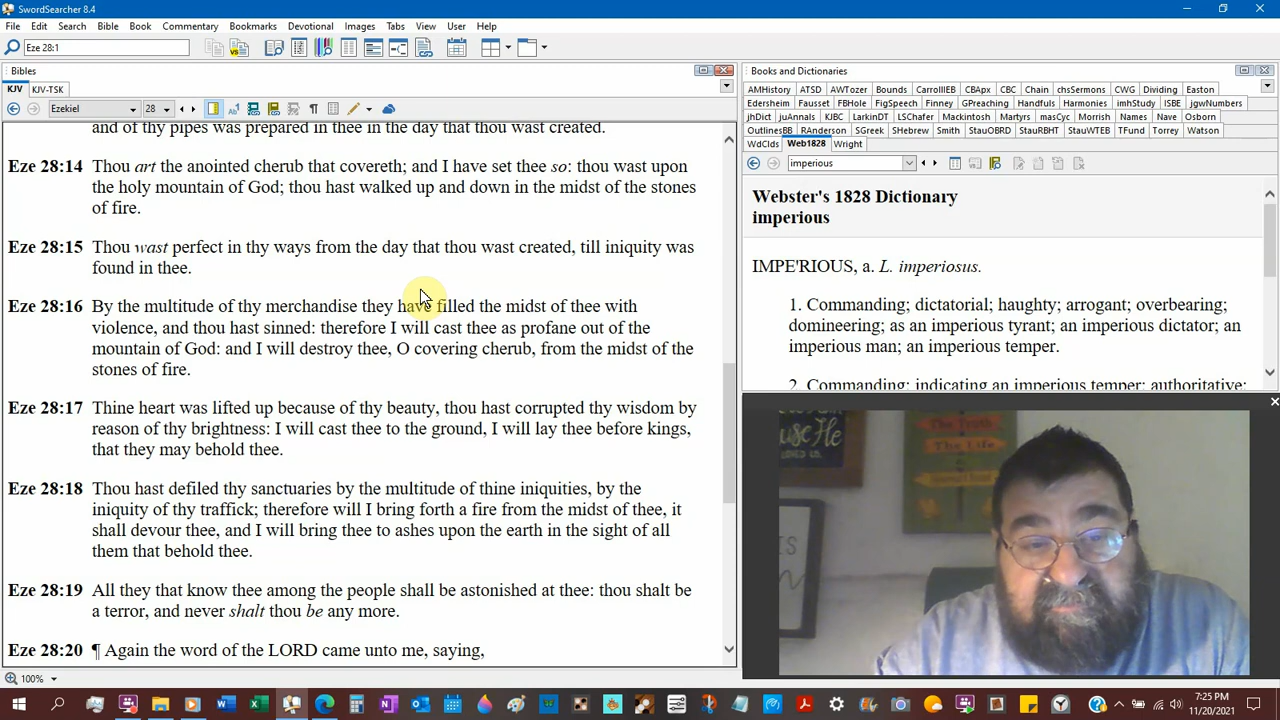 SwordSearcher 8.4
File Edit Search Bible Book Commentary Bookmarks Devotional Images Tabs View User Help
Eze 28:1
Bibles
KJV KJV-TSK
Ezekiel 28
and of thy pipes was prepared in thee in the day that thou wast created.
Eze 28:14 Thou art the anointed cherub that covereth; and I have set thee so: thou wast upon
the holy mountain of God; thou hast walked up and down in the midst of the stones
of fire.
Eze 28:15 Thou wast perfect in thy ways from the day that thou wast created, till iniquity was
found in thee.
Eze 28:16 By the multitude of thy merchandise they have filled the midst of thee with
violence, and thou hast sinned: therefore I will cast thee as profane out of the
mountain of God: and I will destroy thee, O covering cherub, from the midst of the
stones of fire.
Eze 28:17 Thine heart was lifted up because of thy beauty, thou hast corrupted thy wisdom by
reason of thy brightness: I will cast thee to the ground, I will lay thee before kings,
that they may behold thee.
Eze 28:18 Thou hast defiled thy sanctuaries by the multitude of thine iniquities, by the
iniquity of thy traffick; therefore will I bring forth a fire from the midst of thee, it
shall devour thee, and I will bring thee to ashes upon the earth in the sight of all
them that behold thee.
Eze 28:19 All they that know thee among the people shall be astonished at thee: thou shalt be
a terror, and never shalt thou be any more.
Eze 28:20 ¶ Again the word of the LORD came unto me, saying,
100%
Books and Dictionaries
AMHistory ATSD AWTozer Bounds CarrollEIB CBApx CBC Chain chsSermons CWG Dividing Easton
Edersheim Fausset FBHole FigSpeech Finney GPreaching Handfuls Harmonies imhStudy ISBE jgwNumbers
jhDict juAnnals KJBC LarkinDT LSChafer Mackintosh Martyrs masCyc Morrish Names Nave Osborn
OutlinesBB RAnderson SGreek SHebrew Smith StauOBRD StauRBHT StauWTEB TFund Torrey Watson
WdClds Web1828 Wright
imperious
Webster's 1828 Dictionary
imperious
IMPE'RIOUS, a. L. imperiosus.
1. Commanding; dictatorial; haughty; arrogant; overbearing;
domineering; as an imperious tyrant; an imperious dictator; an
imperious man; an imperious temper.
2. Commanding; indicating an imperious temper; authoritative;
use He
LOVED US.
The Truth
The Life
7:25 PM
11/20/2021